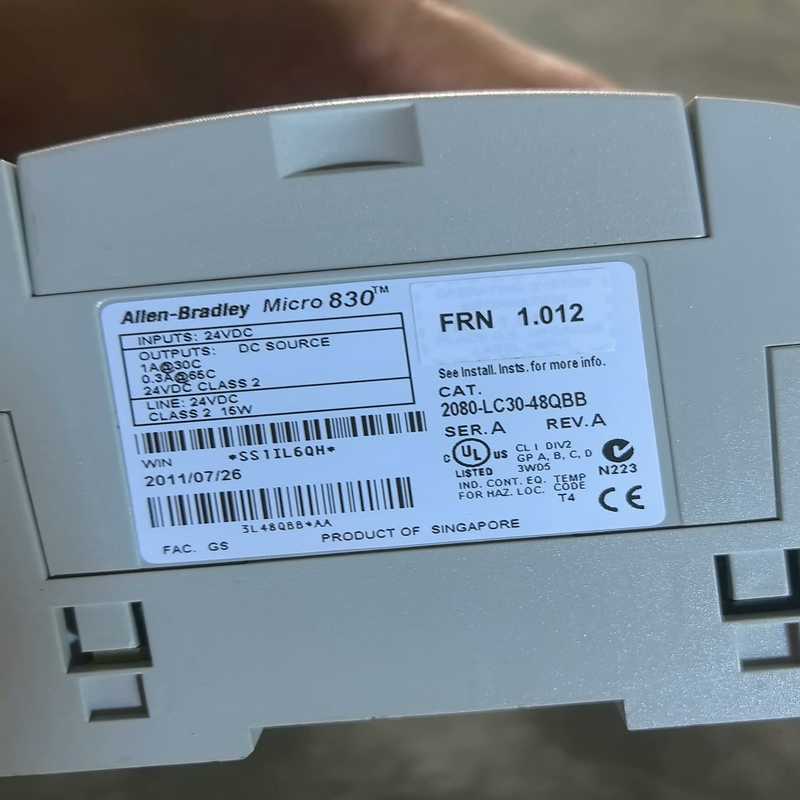 Allen-Bradley Micro 830™
INPUTS: 24VDC
OUTPUTS: DC SOURCE
1A@30C
0.3A@65C
24VDC CLASS 2
LINE: 24VDC
CLASS 2 15W
*SS1IL6QH*
WIN
2011/07/26
3L48QBB*AA
FAC. GS
PRODUCT OF SINGAPORE
FRN 1.012
See Install. Insts. for more info.
CAT.
2080-LC30-48QBB
SER. A REV. A
C UL US
LISTED
CL I DIV2
GP A, B, C, D
3WD5
IND. CONT. EQ. TEMP
FOR HAZ. LOC. CODE
T4
N223
CE